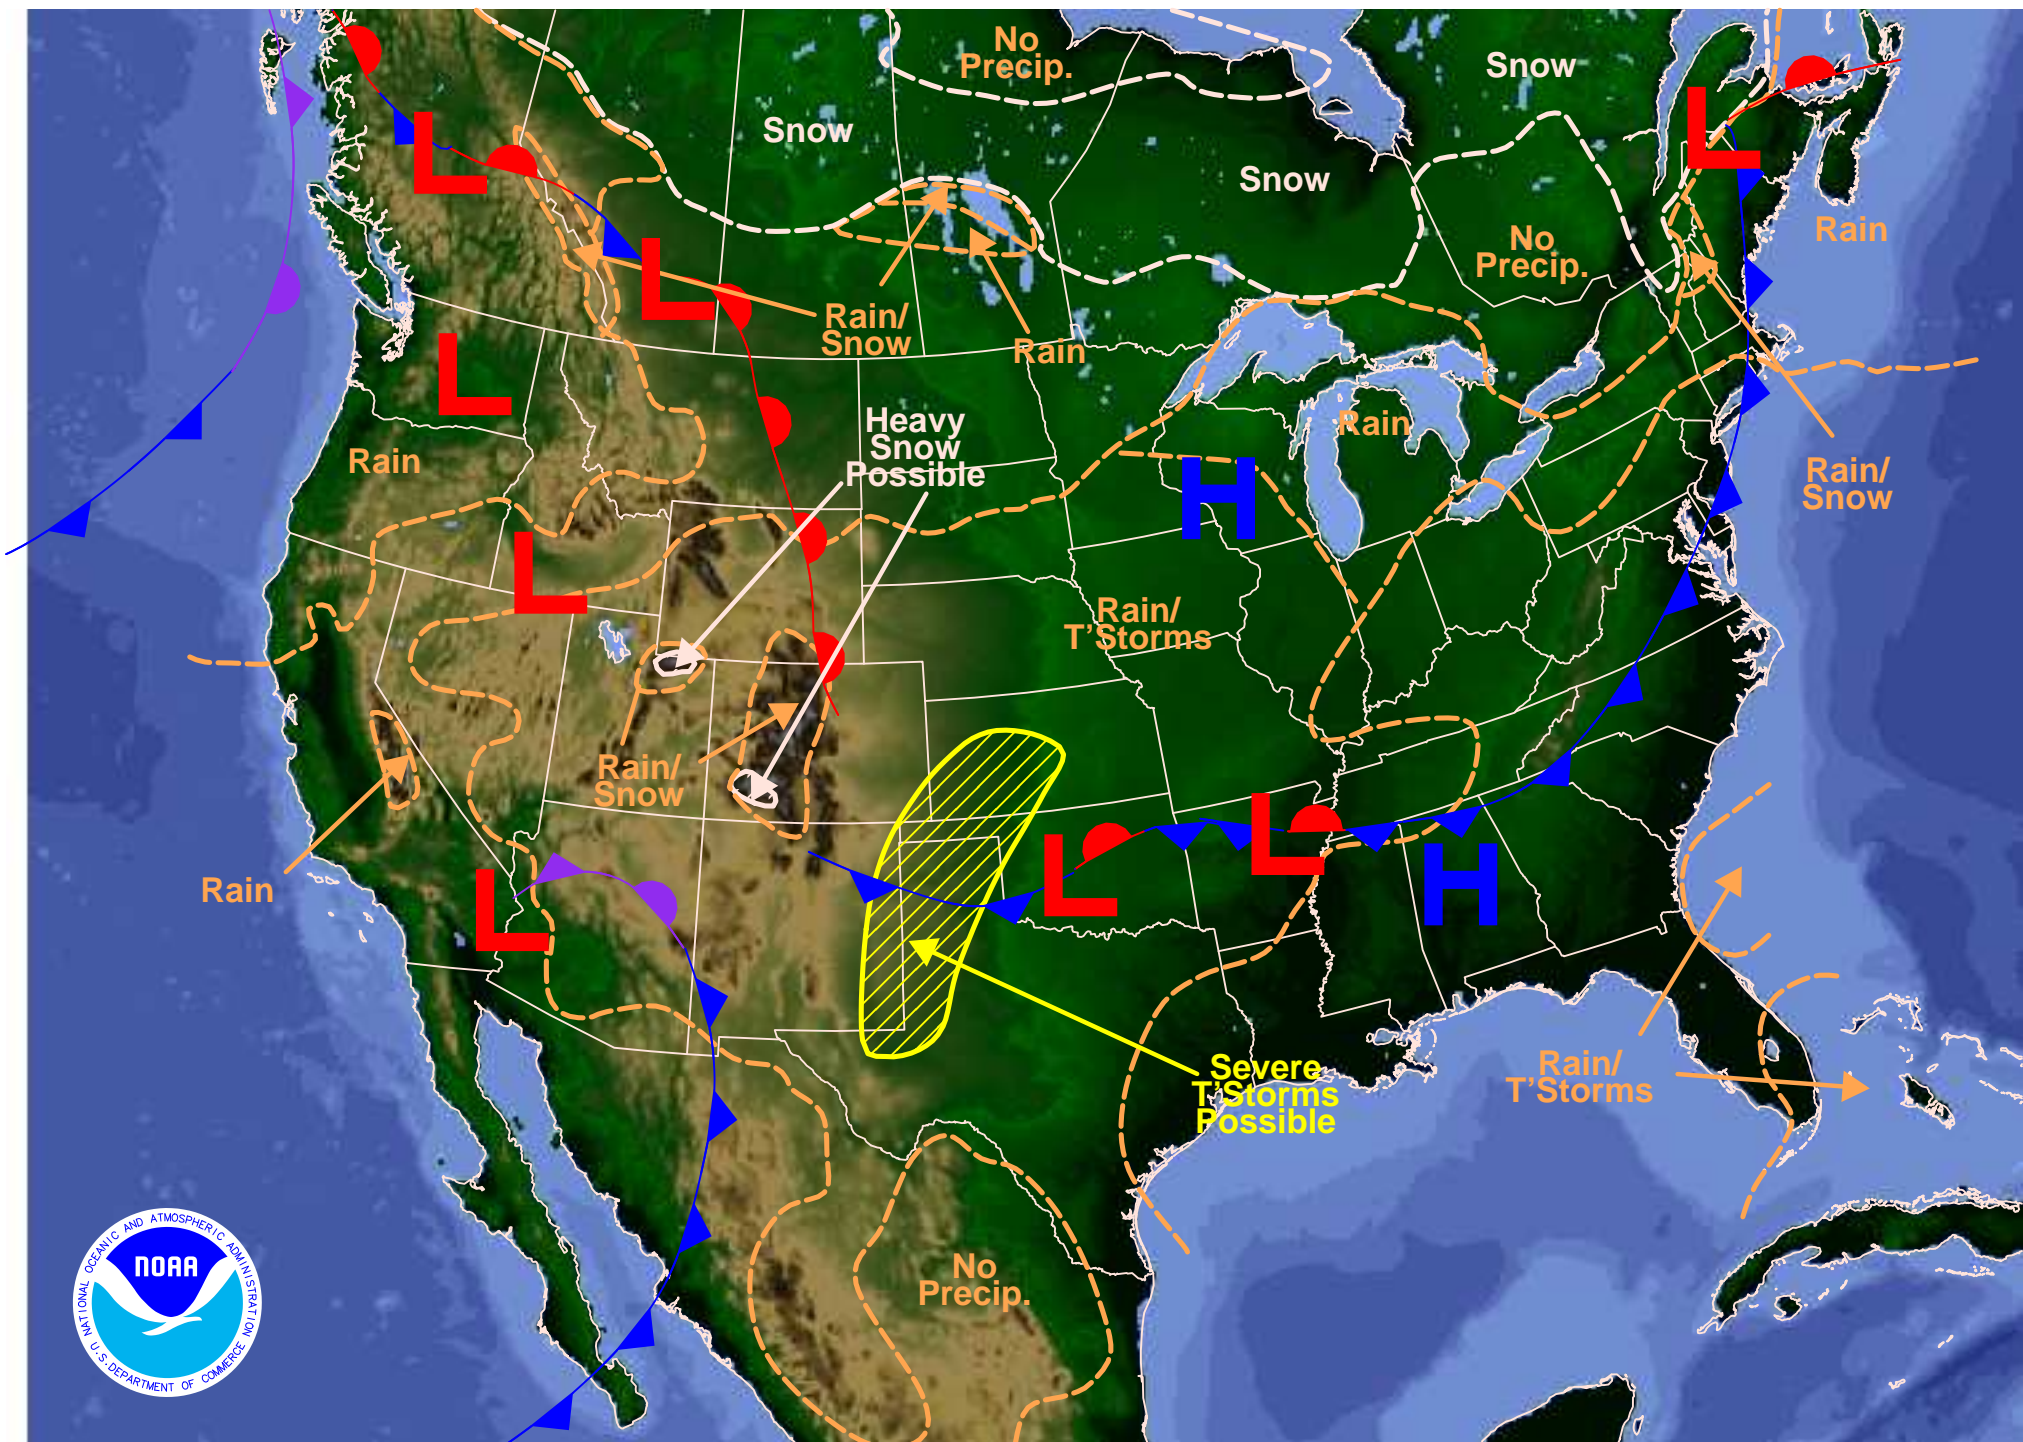 No
Precip.
Snow
Snow
Snow
Rain
No
Precip.
Rain/
Snow
Rain
Heavy
Snow
Possible
Rain
Rain
Rain/
Snow
Rain/
T'Storms
Rain/
Snow
Rain
Severe
T'Storms
Possible
Rain/
T'Storms
No
Precip.
L
L
L
L
L
L
L
L
H
H
NATIONAL OCEANIC AND ATMOSPHERIC ADMINISTRATION
NOAA
U.S. DEPARTMENT OF COMMERCE